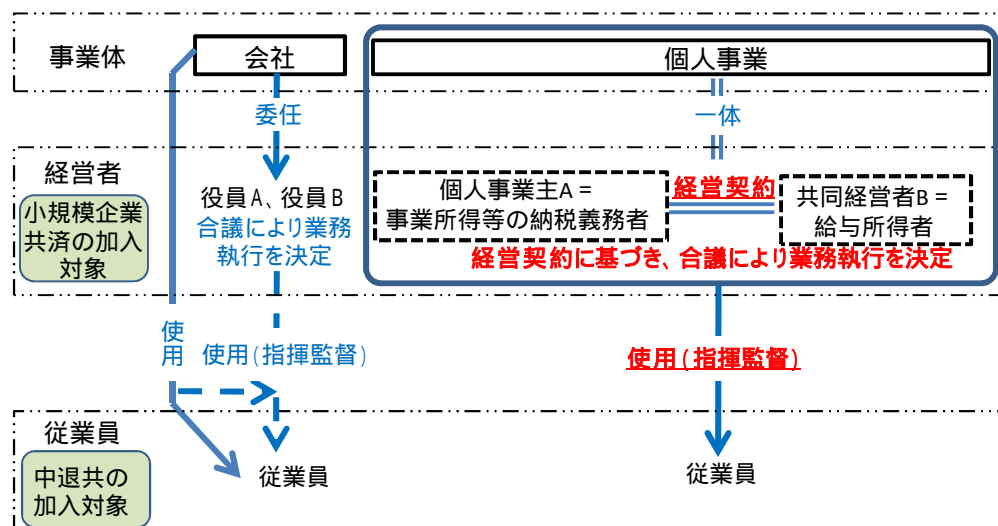 事業体
会社
個人事業
委任
一体
経営者
小規模企業
共済の加入
対象
役員A、役員B
合議により業務
執行を決定
個人事業主A =
事業所得等の納税義務者
経営契約
共同経営者B =
給与所得者
経営契約に基づき、合議により業務執行を決定
使用
使用(指揮監督)
使用(指揮監督)
従業員
中退共の
加入対象
従業員
従業員